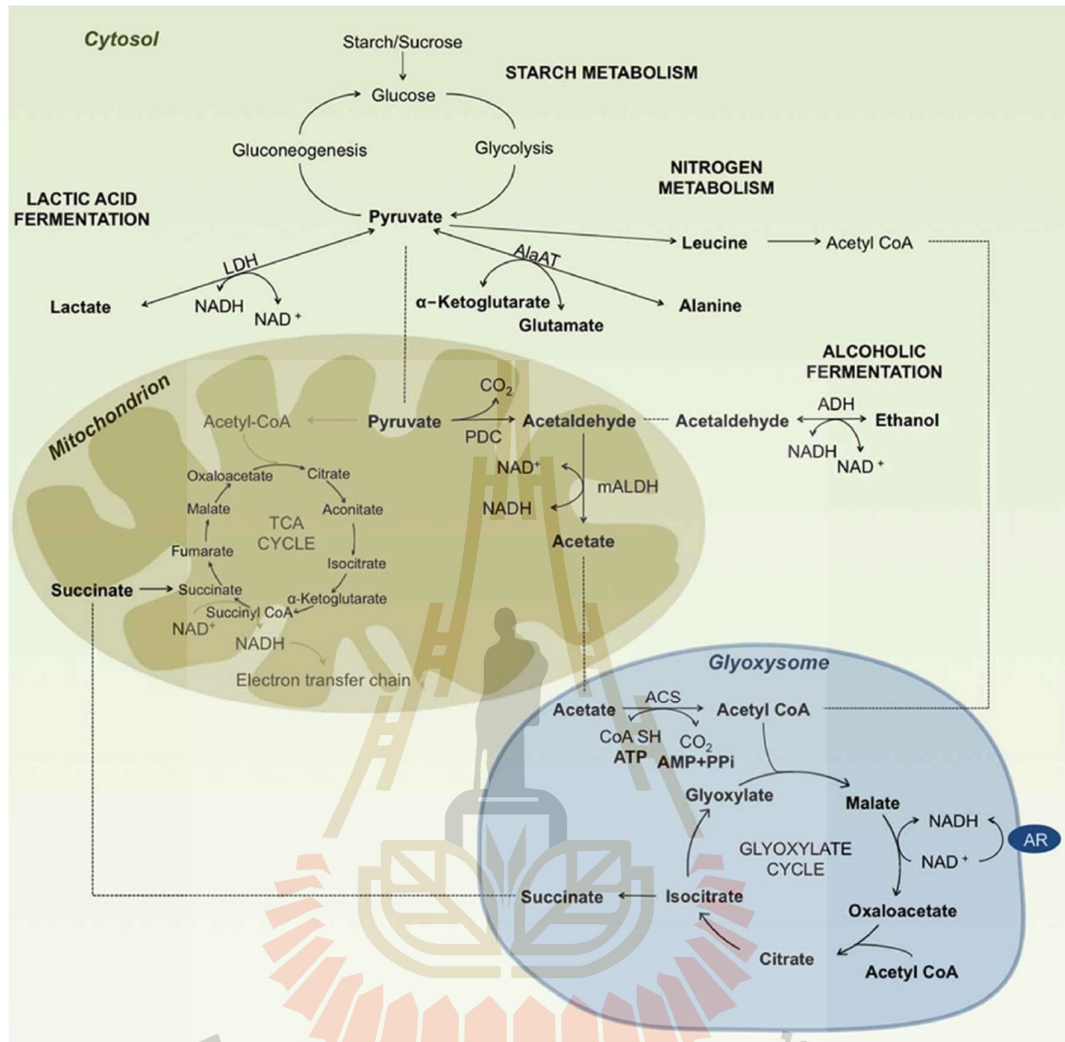 Cytosol
Starch/Sucrose
STARCH METABOLISM
Glucose
Gluconeogenesis
Glycolysis
NITROGEN
METABOLISM
LACTIC ACID
FERMENTATION
Pyruvate
Leucine
Acetyl CoA
LDH
AlaAT
Lactate
NADH
NAD+
α–Ketoglutarate
Glutamate
Alanine
ALCOHOLIC
FERMENTATION
Mitochondrion
CO2
Acetyl-CoA
Pyruvate
PDC
Acetaldehyde
Acetaldehyde
ADH
Ethanol
NADH
NAD+
NAD+
NADH
mALDH
Acetate
Oxaloacetate
Citrate
Malate
Aconitate
TCA
CYCLE
Fumarate
Isocitrate
Succinate
Succinate
α-Ketoglutarate
Succinyl CoA
NAD+
NADH
Electron transfer chain
Glyoxysome
Acetate
ACS
Acetyl CoA
CoA SH
ATP
CO2
AMP+PPi
Glyoxylate
Malate
NADH
NAD+
AR
GLYOXYLATE
CYCLE
Succinate
Isocitrate
Oxaloacetate
Citrate
Acetyl CoA